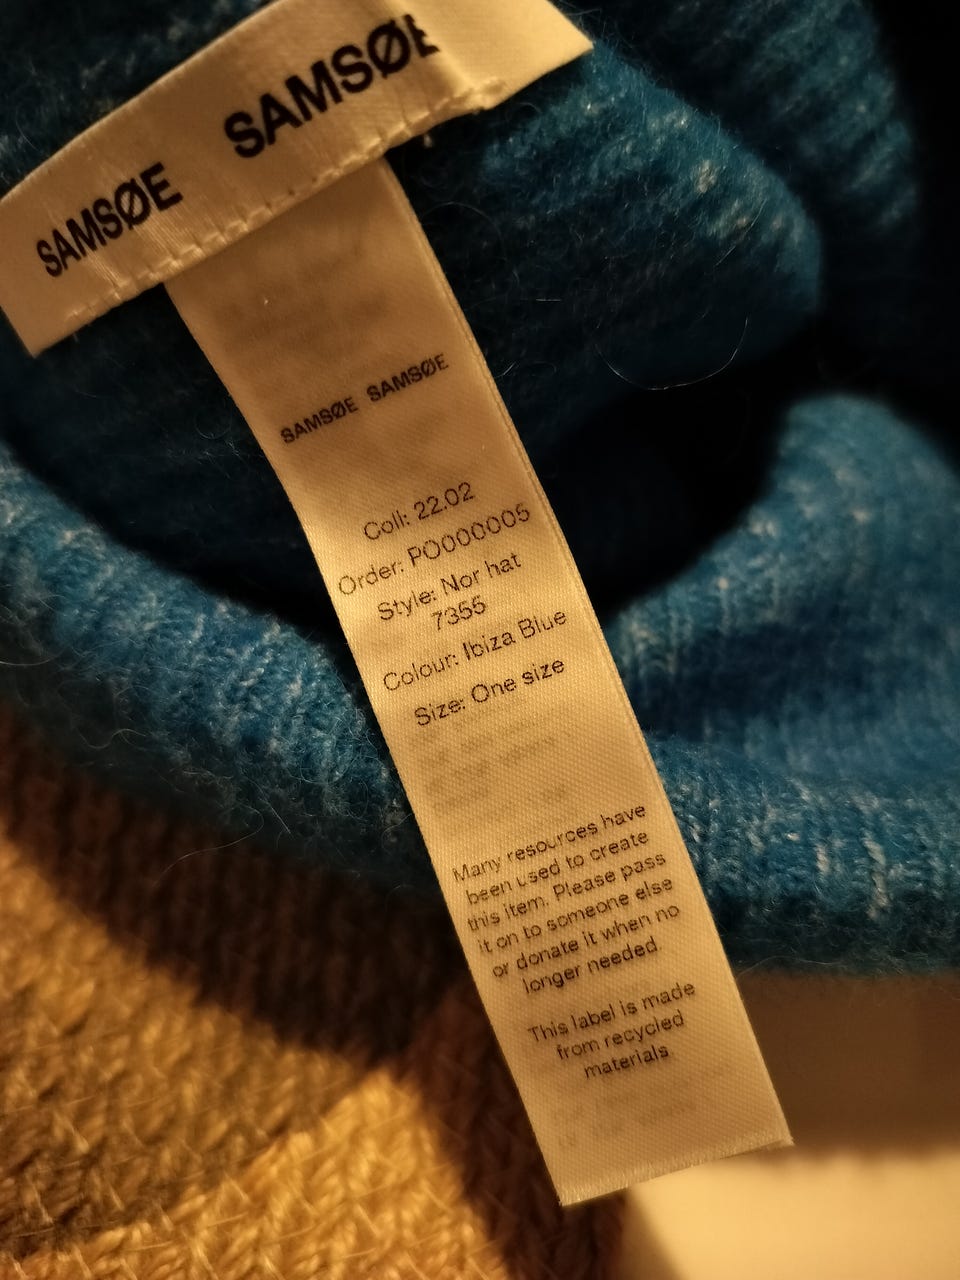 SAMSØE SAMSØE
SAMSØE SAMSØE
Coll: 22.02
Order: PO000005
Style: Nor hat
7355
Colour: Ibiza Blue
Size: One size
Many resources have
been used to create
this item. Please pass
it on to someone else
or donate it when no
longer needed.
This label is made
from recycled
materials